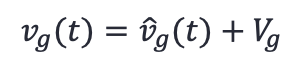 v_g(t) = v̂_g(t) + V_g